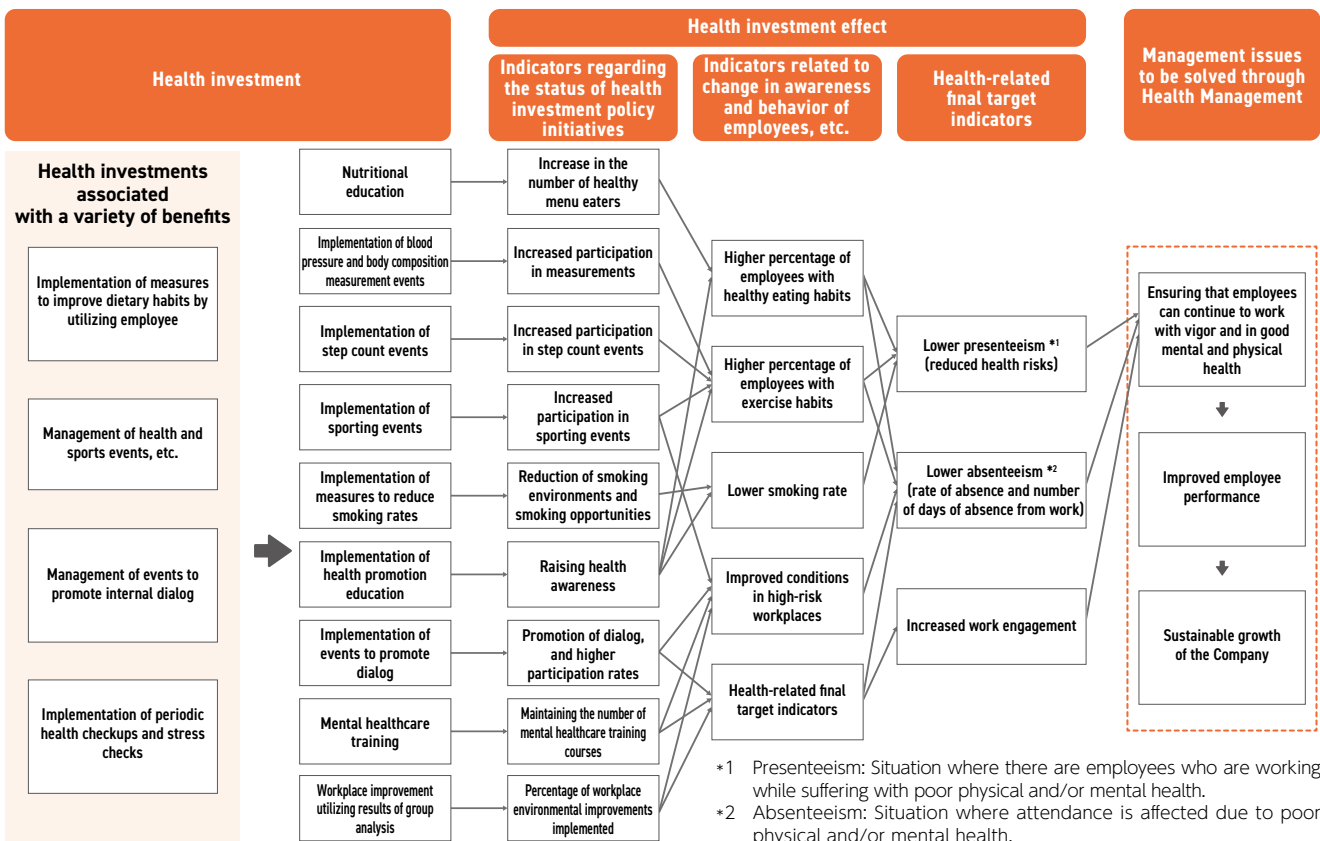 Health investment
Health investment effect
Indicators regarding
the status of health
investment policy
initiatives
Indicators related to
change in awareness
and behavior of
employees, etc.
Health-related
final target
indicators
Management issues
to be solved through
Health Management
Health investments
associated
with a variety of benefits
Implementation of measures
to improve dietary habits by
utilizing employee
Management of health and
sports events, etc.
Management of events to
promote internal dialog
Implementation of periodic
health checkups and stress
checks
Nutritional
education
Implementation of blood
pressure and body composition
measurement events
Implementation of
step count events
Implementation of
sporting events
Implementation of
measures to reduce
smoking rates
Implementation of
health promotion
education
Implementation of
events to promote
dialog
Mental healthcare
training
Workplace improvement
utilizing results of group
analysis
Increase in the
number of healthy
menu eaters
Increased participation
in measurements
Increased participation
in step count events
Increased
participation in
sporting events
Reduction of smoking
environments and
smoking opportunities
Raising health
awareness
Promotion of dialog,
and higher
participation rates
Maintaining the number of
mental healthcare training
courses
Percentage of workplace
environmental improvements
implemented
Higher percentage of
employees with
healthy eating habits
Higher percentage of
employees with
exercise habits
Lower smoking rate
Improved conditions
in high-risk
workplaces
Health-related final
target indicators
Lower presenteeism *1
(reduced health risks)
Lower absenteeism *2
(rate of absence and number
of days of absence from work)
Increased work engagement
Ensuring that employees
can continue to work
with vigor and in good
mental and physical
health
Improved employee
performance
Sustainable growth
of the Company
*1 Presenteeism: Situation where there are employees who are working
while suffering with poor physical and/or mental health.
*2 Absenteeism: Situation where attendance is affected due to poor
physical and/or mental health.